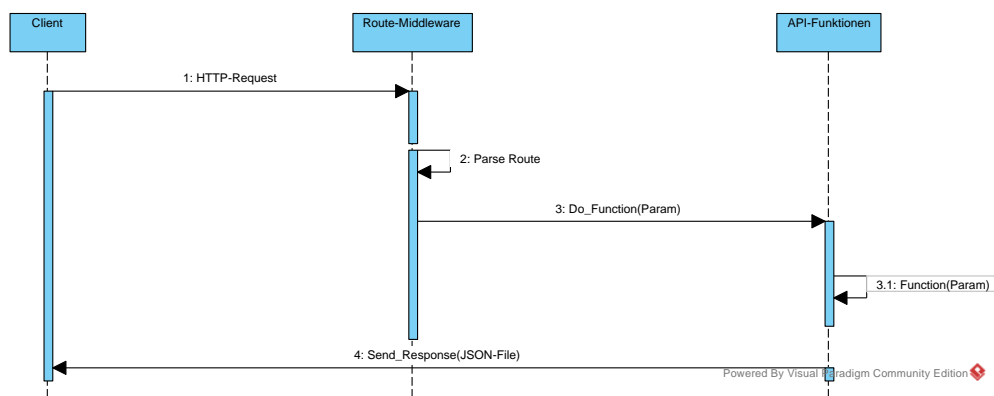 Client
Route-Middleware
API-Funktionen
1: HTTP-Request
2: Parse Route
3: Do_Function(Param)
3.1: Function(Param)
4: Send_Response(JSON-File)
Powered By Visual Paradigm Community Edition